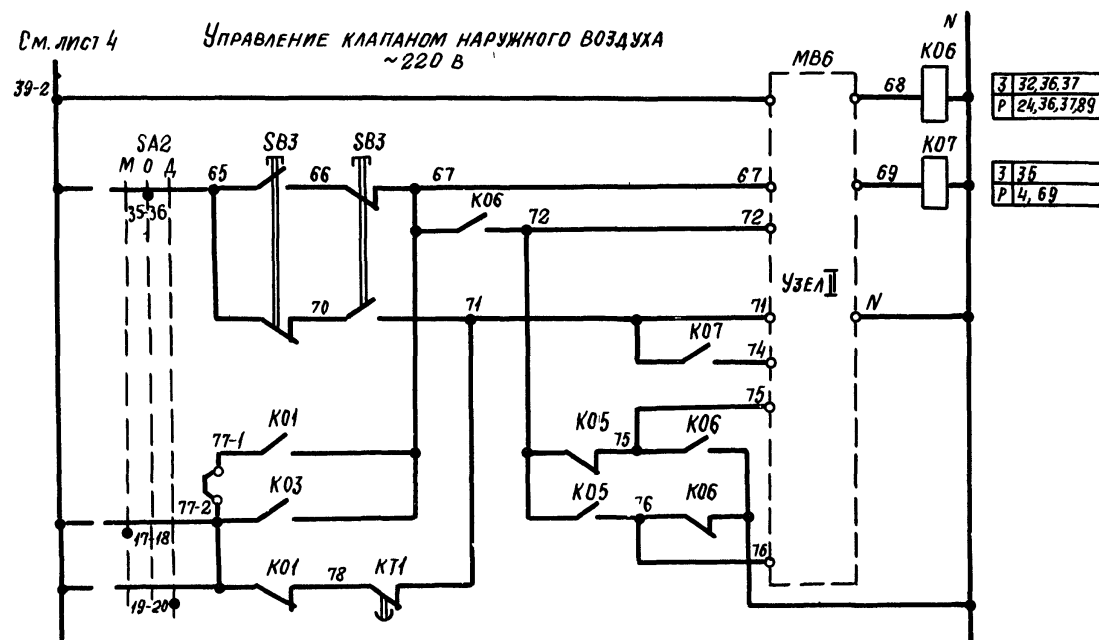 См. лист 4
Управление клапаном наружного воздуха
~220 В
N
39-2
МВ6
68
К06
З 32,36,37
Р 24,36,37,89
SA2
М О Д
SB3
SB3
65
66
67
67
69
К07
З 35
Р 4, 69
35-36
К06
72
72
Узел II
70
71
71
N
К07
74
75
К01
77-1
К05
75
К06
К03
77-2
К05
76
К06
17-18
76
К01
78
КТ1
19-20